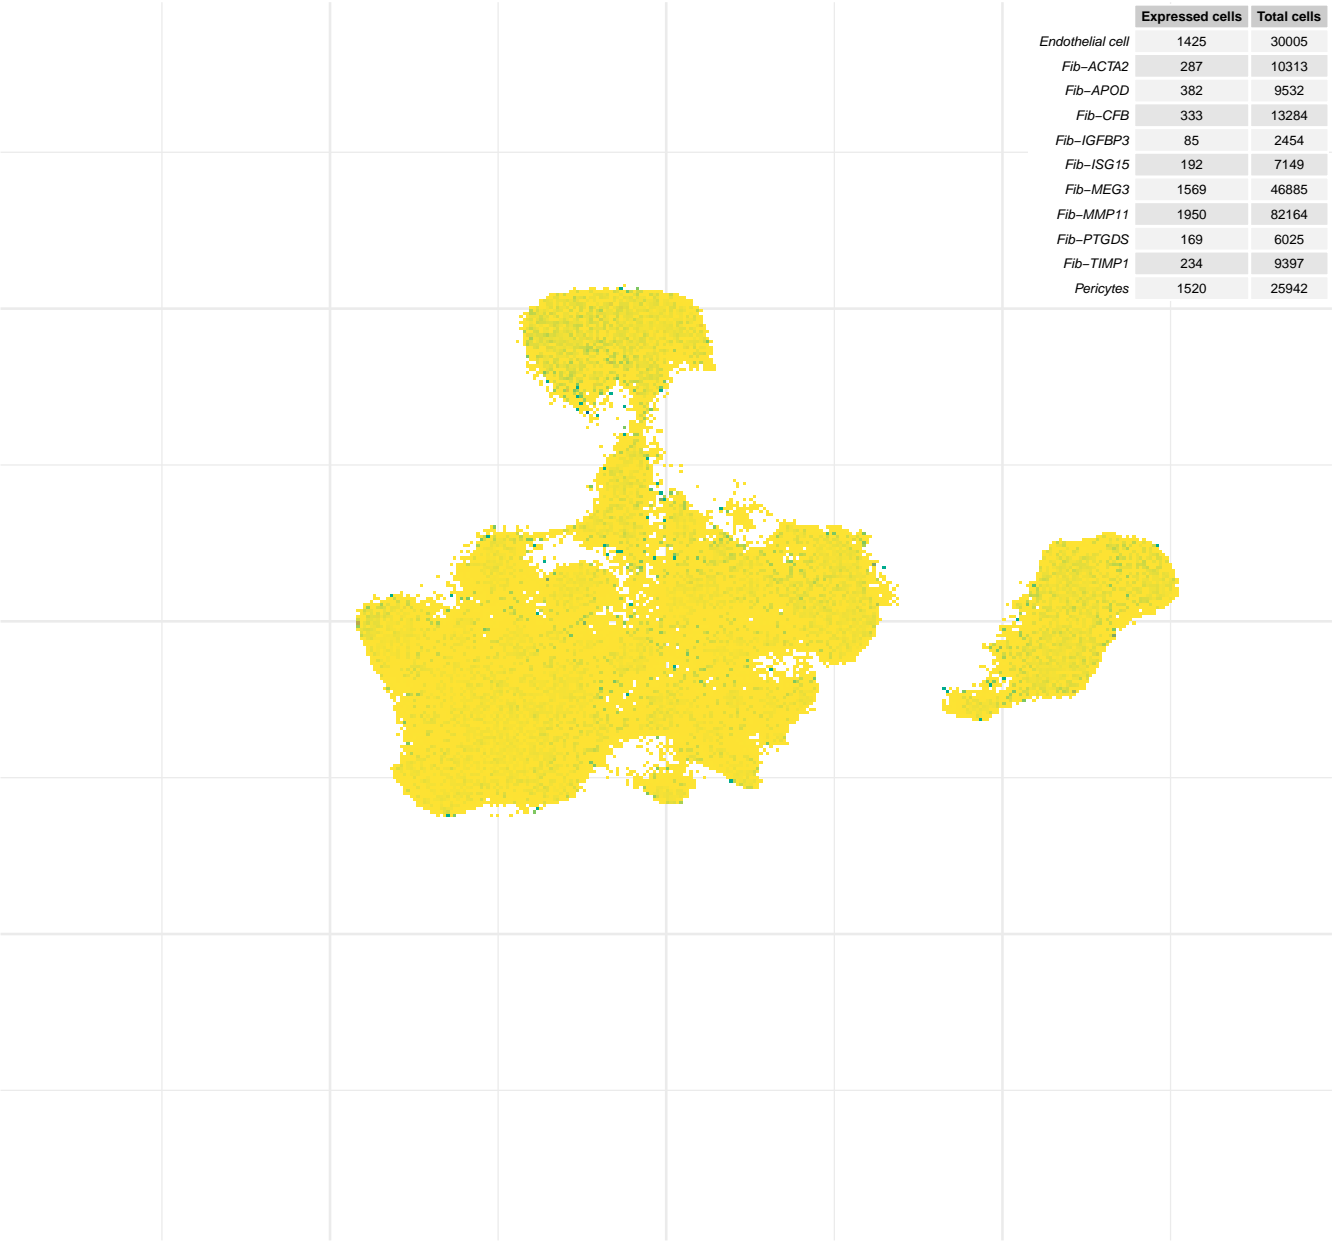 Expressed cells Total cells
Endothelial cell 1425 30005
Fib−ACTA2 287 10313
Fib−APOD 382 9532
Fib−CFB 333 13284
Fib−IGFBP3 85 2454
Fib−ISG15 192 7149
Fib−MEG3 1569 46885
Fib−MMP11 1950 82164
Fib−PTGDS 169 6025
Fib−TIMP1 234 9397
Pericytes 1520 25942